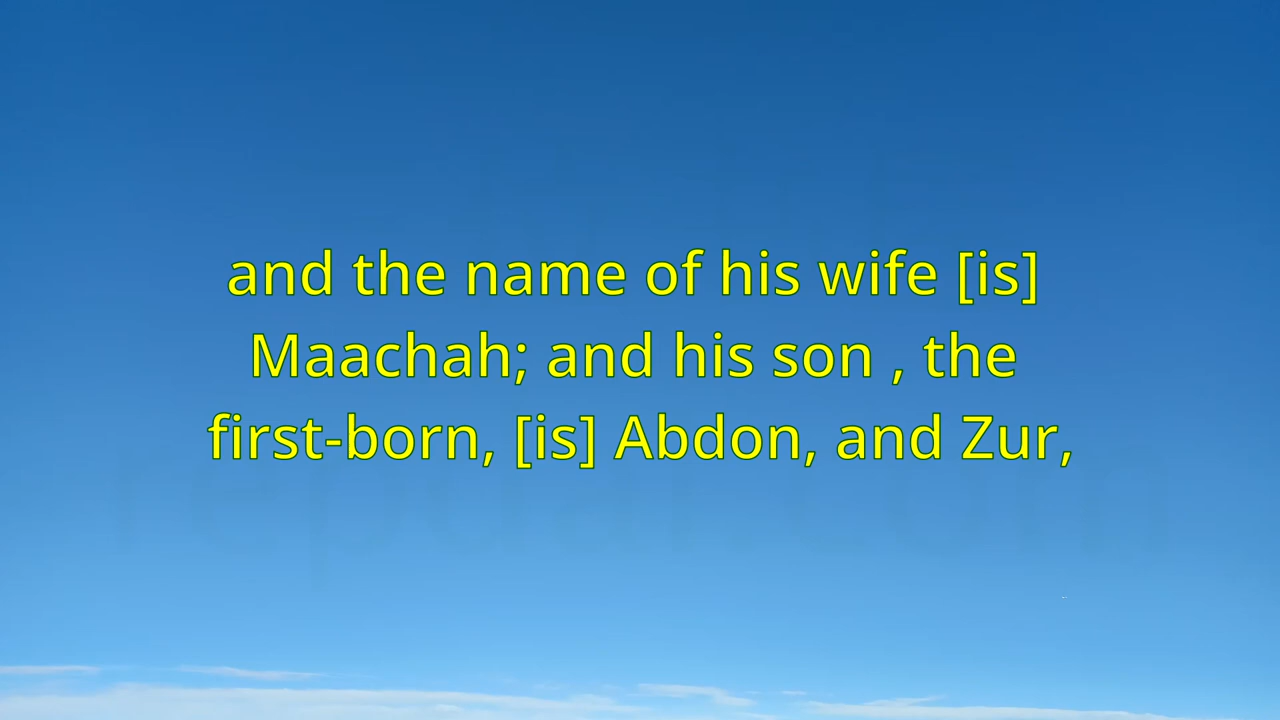 and the name of his wife [is]
Maachah; and his son , the
first-born, [is] Abdon, and Zur,